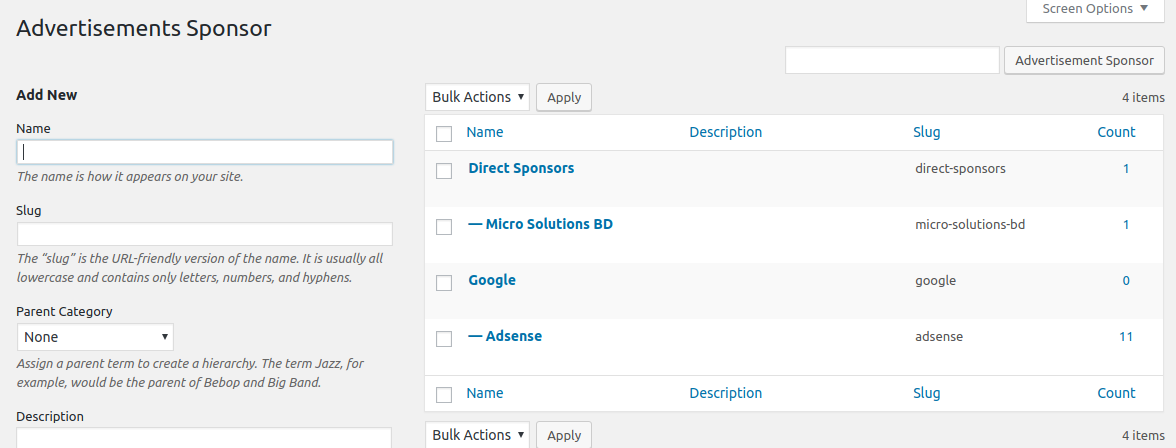 Screen Options
Advertisements Sponsor
Advertisement Sponsor
Add New
Name
The name is how it appears on your site.
Slug
The “slug” is the URL-friendly version of the name. It is usually all
lowercase and contains only letters, numbers, and hyphens.
Parent Category
None
Assign a parent term to create a hierarchy. The term Jazz, for
example, would be the parent of Bebop and Big Band.
Description
Bulk Actions Apply 4 items
Name Description Slug Count
Direct Sponsors direct-sponsors 1
— Micro Solutions BD micro-solutions-bd 1
Google google 0
— Adsense adsense 11
Name Description Slug Count
Bulk Actions Apply 4 items